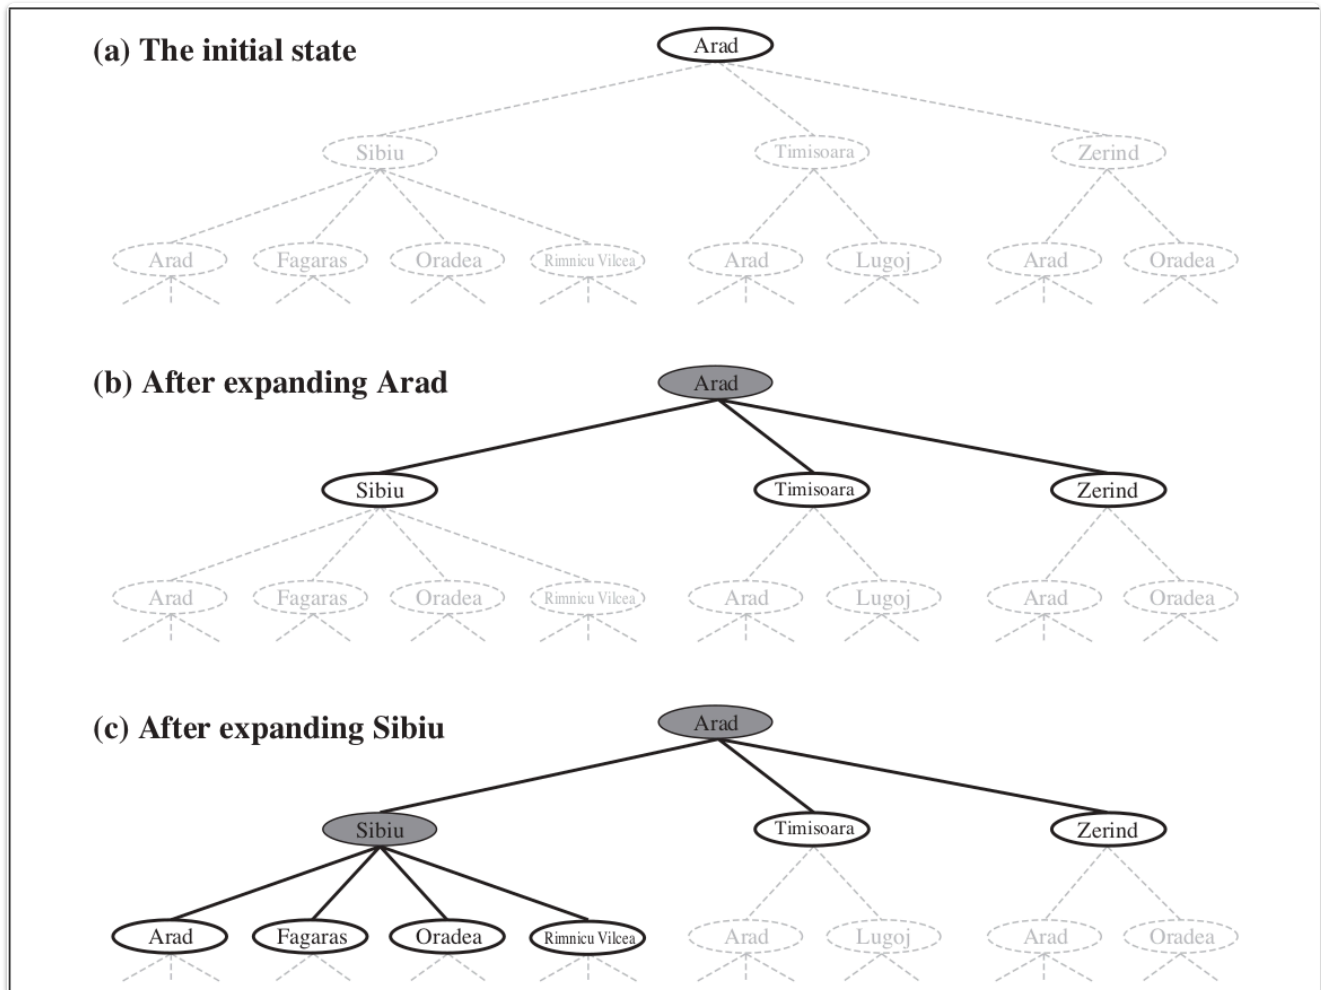 (a) The initial state
Arad
Sibiu
Timisoara
Zerind
Arad
Fagaras
Oradea
Rimnicu Vilcea
Arad
Lugoj
Arad
Oradea
(b) After expanding Arad
Arad
Sibiu
Timisoara
Zerind
Arad
Fagaras
Oradea
Rimnicu Vilcea
Arad
Lugoj
Arad
Oradea
(c) After expanding Sibiu
Arad
Sibiu
Timisoara
Zerind
Arad
Fagaras
Oradea
Rimnicu Vilcea
Arad
Lugoj
Arad
Oradea